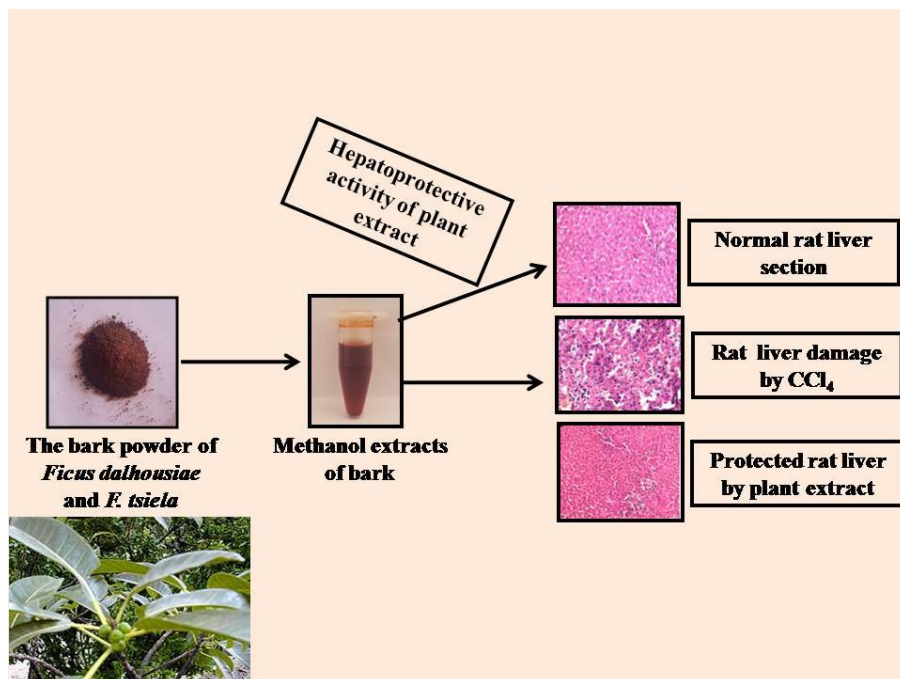 Hepatoprotective
activity of plant
extract
Normal rat liver
section
Rat liver damage
by CCl₄
The bark powder of
Ficus dalhousiae
and F. tsiela
Methanol extracts
of bark
Protected rat liver
by plant extract